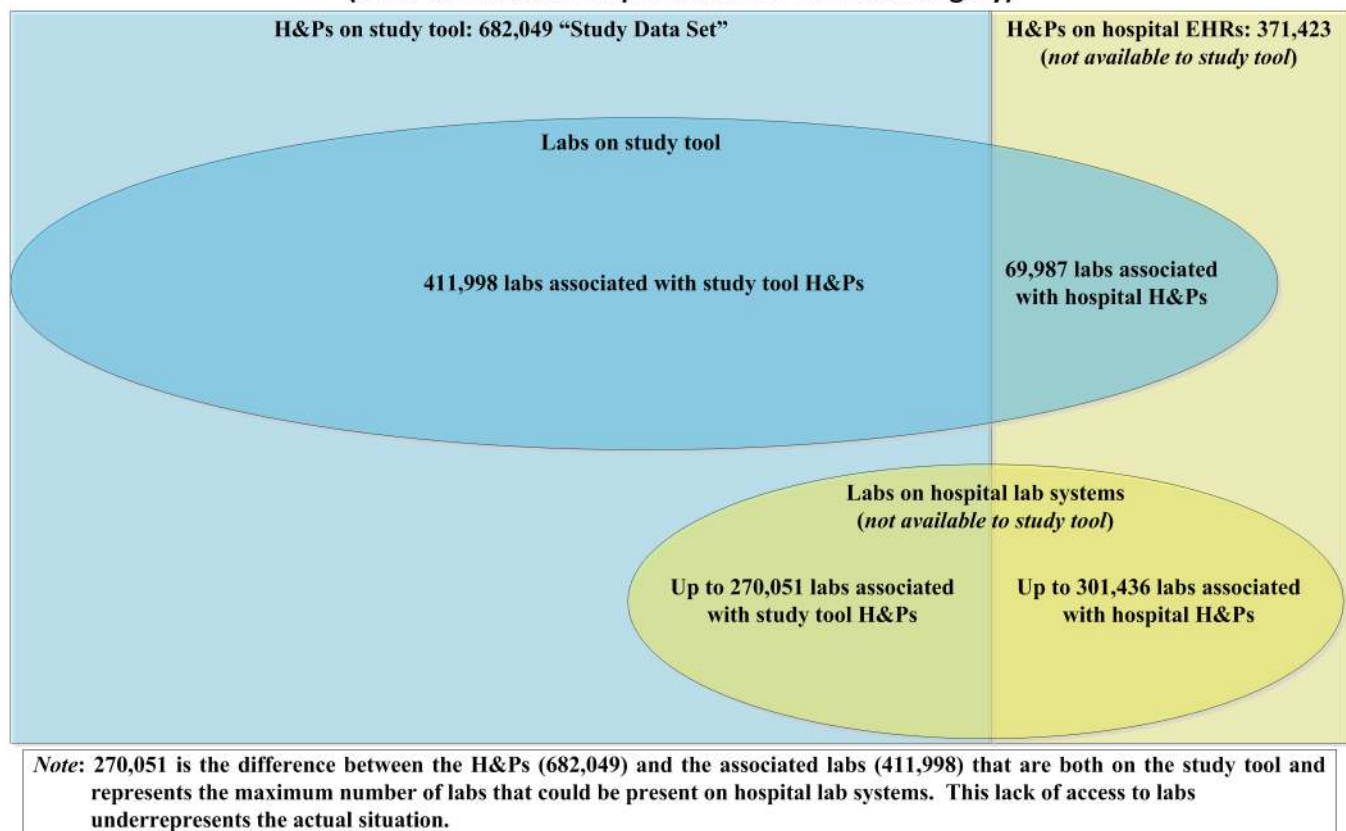 H&Ps on study tool: 682,049 “Study Data Set”
H&Ps on hospital EHRs: 371,423
(not available to study tool)
Labs on study tool
411,998 labs associated with study tool H&Ps
69,987 labs associated
with hospital H&Ps
Labs on hospital lab systems
(not available to study tool)
Up to 270,051 labs associated
with study tool H&Ps
Up to 301,436 labs associated
with hospital H&Ps
Note: 270,051 is the difference between the H&Ps (682,049) and the associated labs (411,998) that are both on the study tool and
represents the maximum number of labs that could be present on hospital lab systems. This lack of access to labs
underrepresents the actual situation.